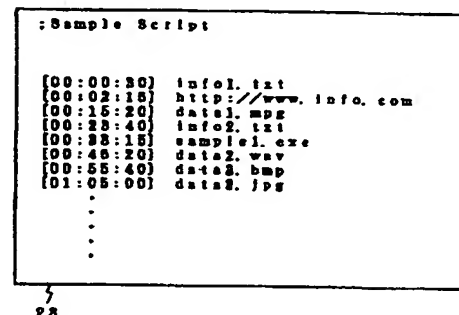 ;Sample Script
[00:00:30] info1. txt
[00:02:15] http://www. info. com
[00:15:20] data1. mpg
[00:23:40] info2. txt
[00:38:15] sample1. exe
[00:46:20] data2. wav
[00:55:40] data3. bmp
[01:05:00] data2. jpg